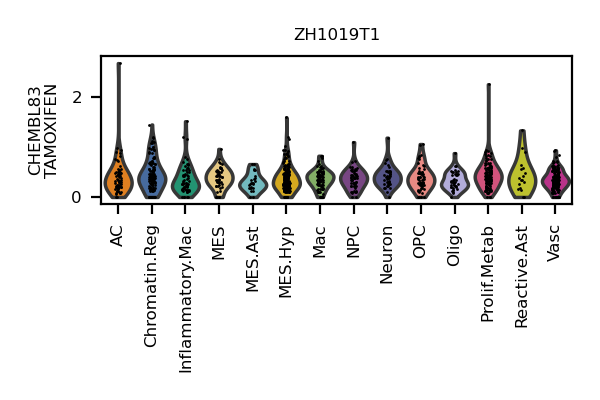 ZH1019T1
CHEMBL83
TAMOXIFEN
2
0
AC
Chromatin.Reg
Inflammatory.Mac
MES
MES.Ast
MES.Hyp
Mac
NPC
Neuron
OPC
Oligo
Prolif.Metab
Reactive.Ast
Vasc